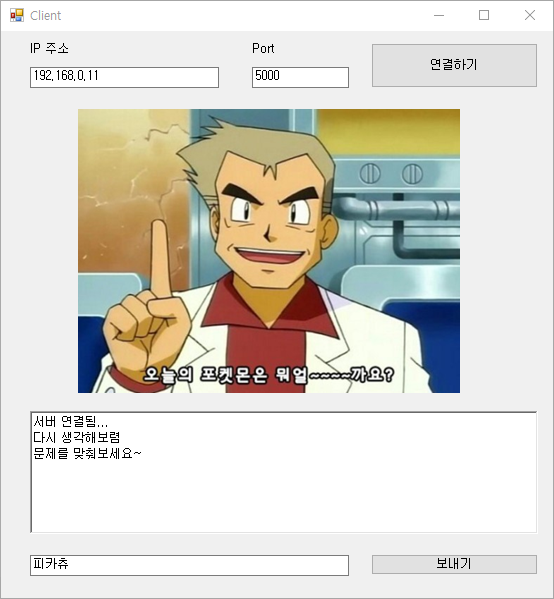 Client
IP 주소
Port
192,168,0,11
5000
연결하기
오늘의 포켓몬은 뭐얼~~~~까요?
서버 연결됨...
다시 생각해보렴
문제를 맞춰보세요~
피카츄
보내기